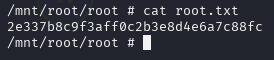 /mnt/root/root # cat root.txt
2e337b8c9f3aff0c2b3e8d4e6a7c88fc
/mnt/root/root #